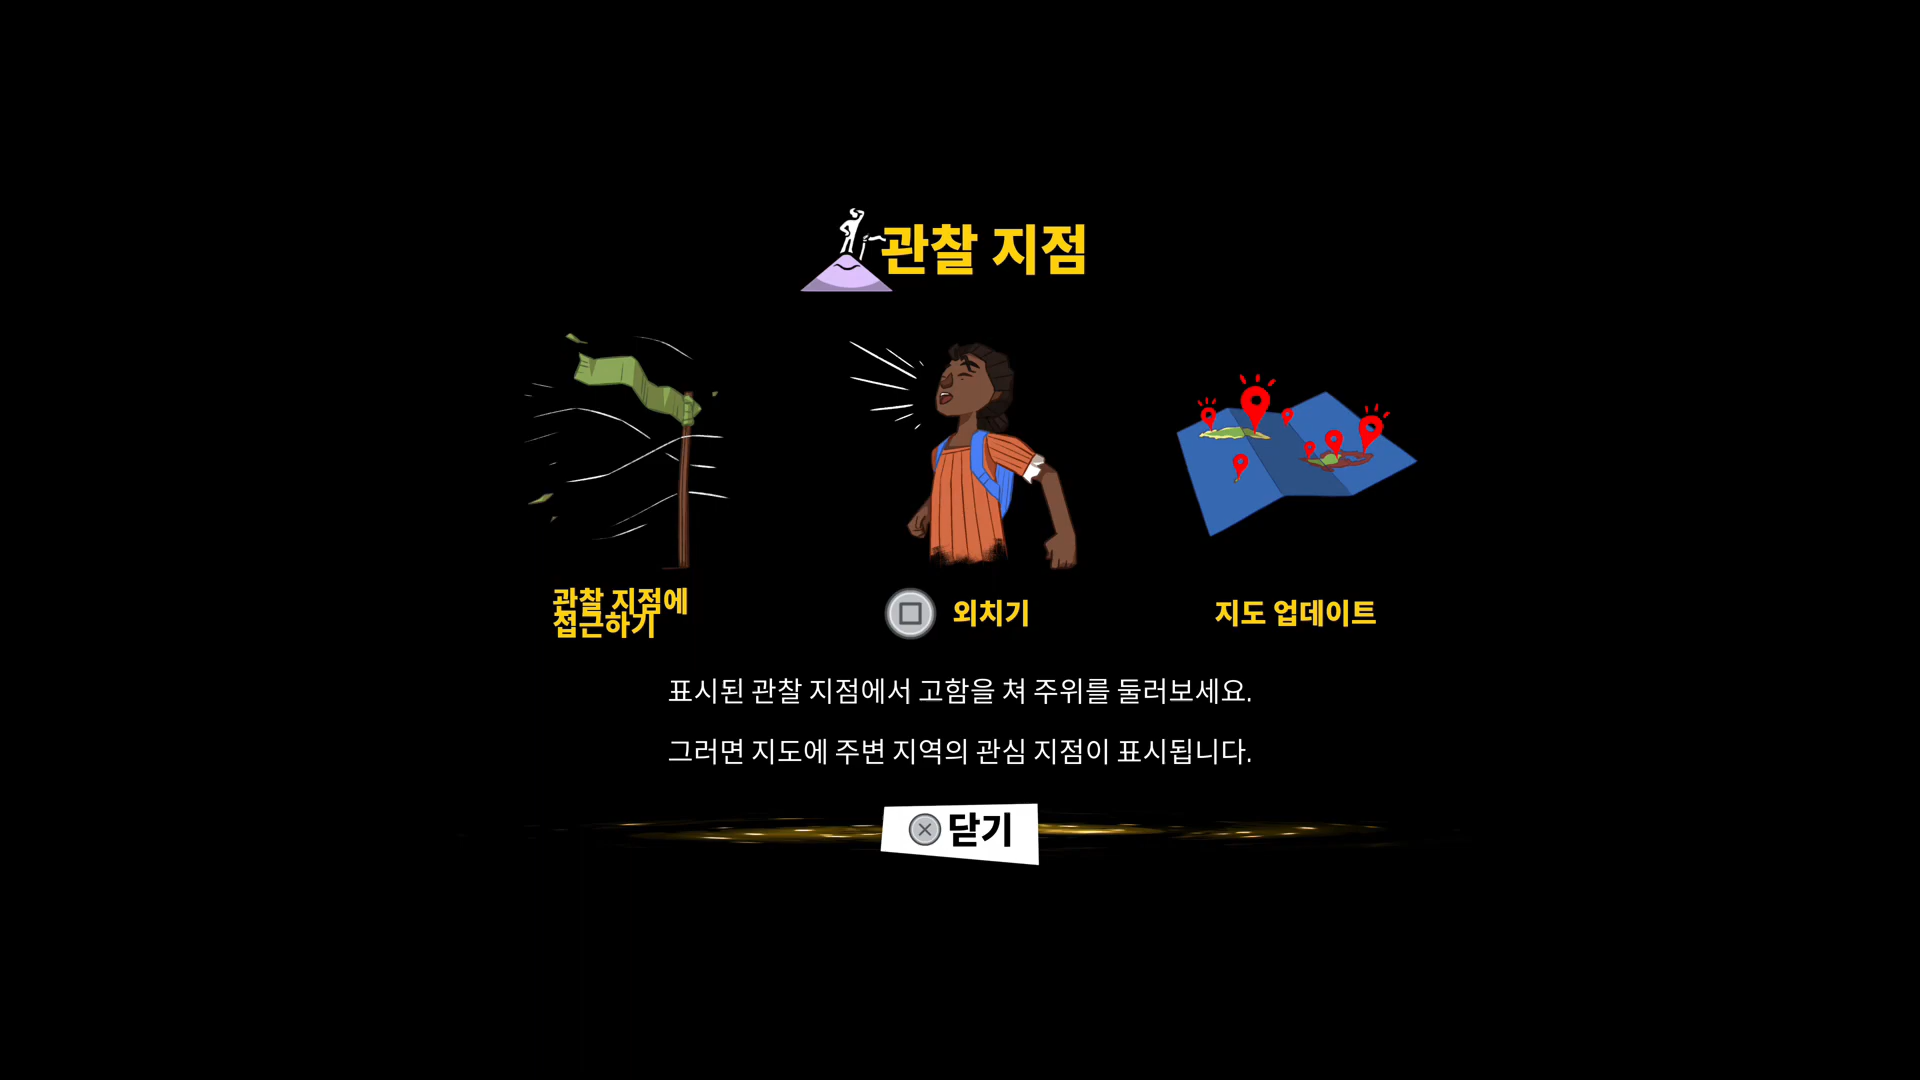 관찰 지점
관찰 지점에
접근하기
외치기
지도 업데이트
표시된 관찰 지점에서 고함을 쳐 주위를 둘러보세요.
그러면 지도에 주변 지역의 관심 지점이 표시됩니다.
닫기